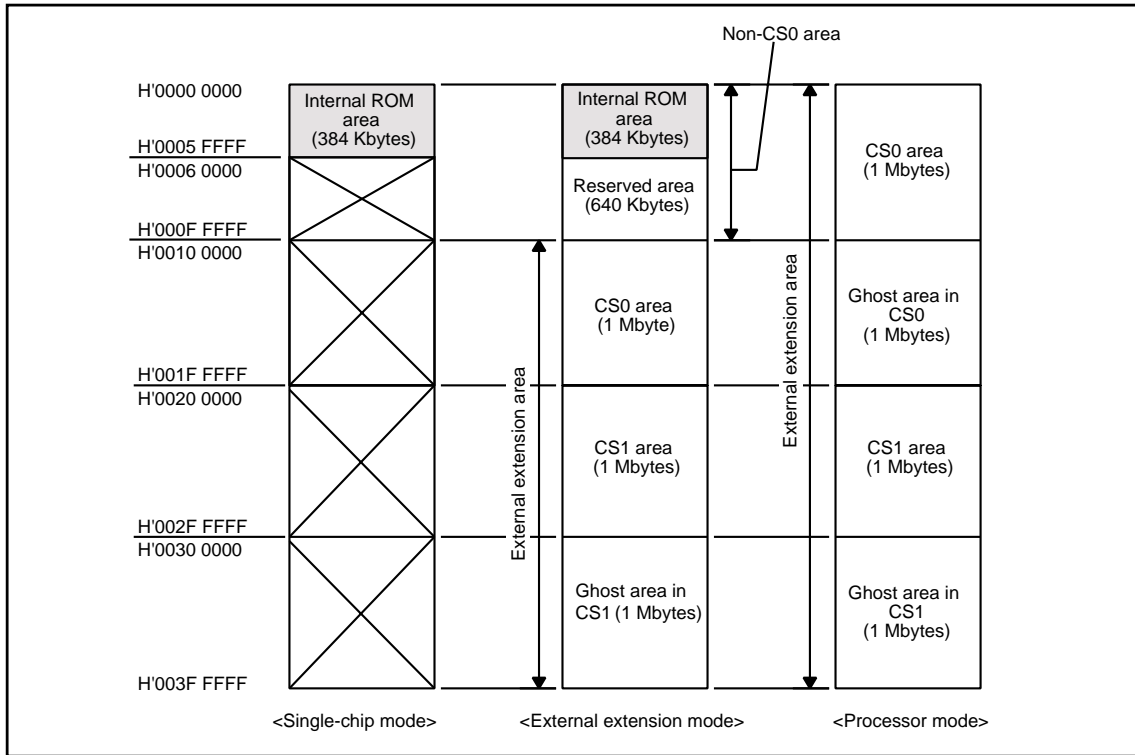 Non-CS0 area
H'0000 0000
H'0005 FFFF
H'0006 0000
H'000F FFFF
H'0010 0000
H'001F FFFF
H'0020 0000
H'002F FFFF
H'0030 0000
H'003F FFFF
Internal ROM
area
(384 Kbytes)
<Single-chip mode>
External extension area
Internal ROM
area
(384 Kbytes)
Reserved area
(640 Kbytes)
CS0 area
(1 Mbyte)
CS1 area
(1 Mbytes)
Ghost area in
CS1 (1 Mbytes)
<External extension mode>
External extension area
CS0 area
(1 Mbytes)
Ghost area in
CS0
(1 Mbytes)
CS1 area
(1 Mbytes)
Ghost area in
CS1
(1 Mbytes)
<Processor mode>